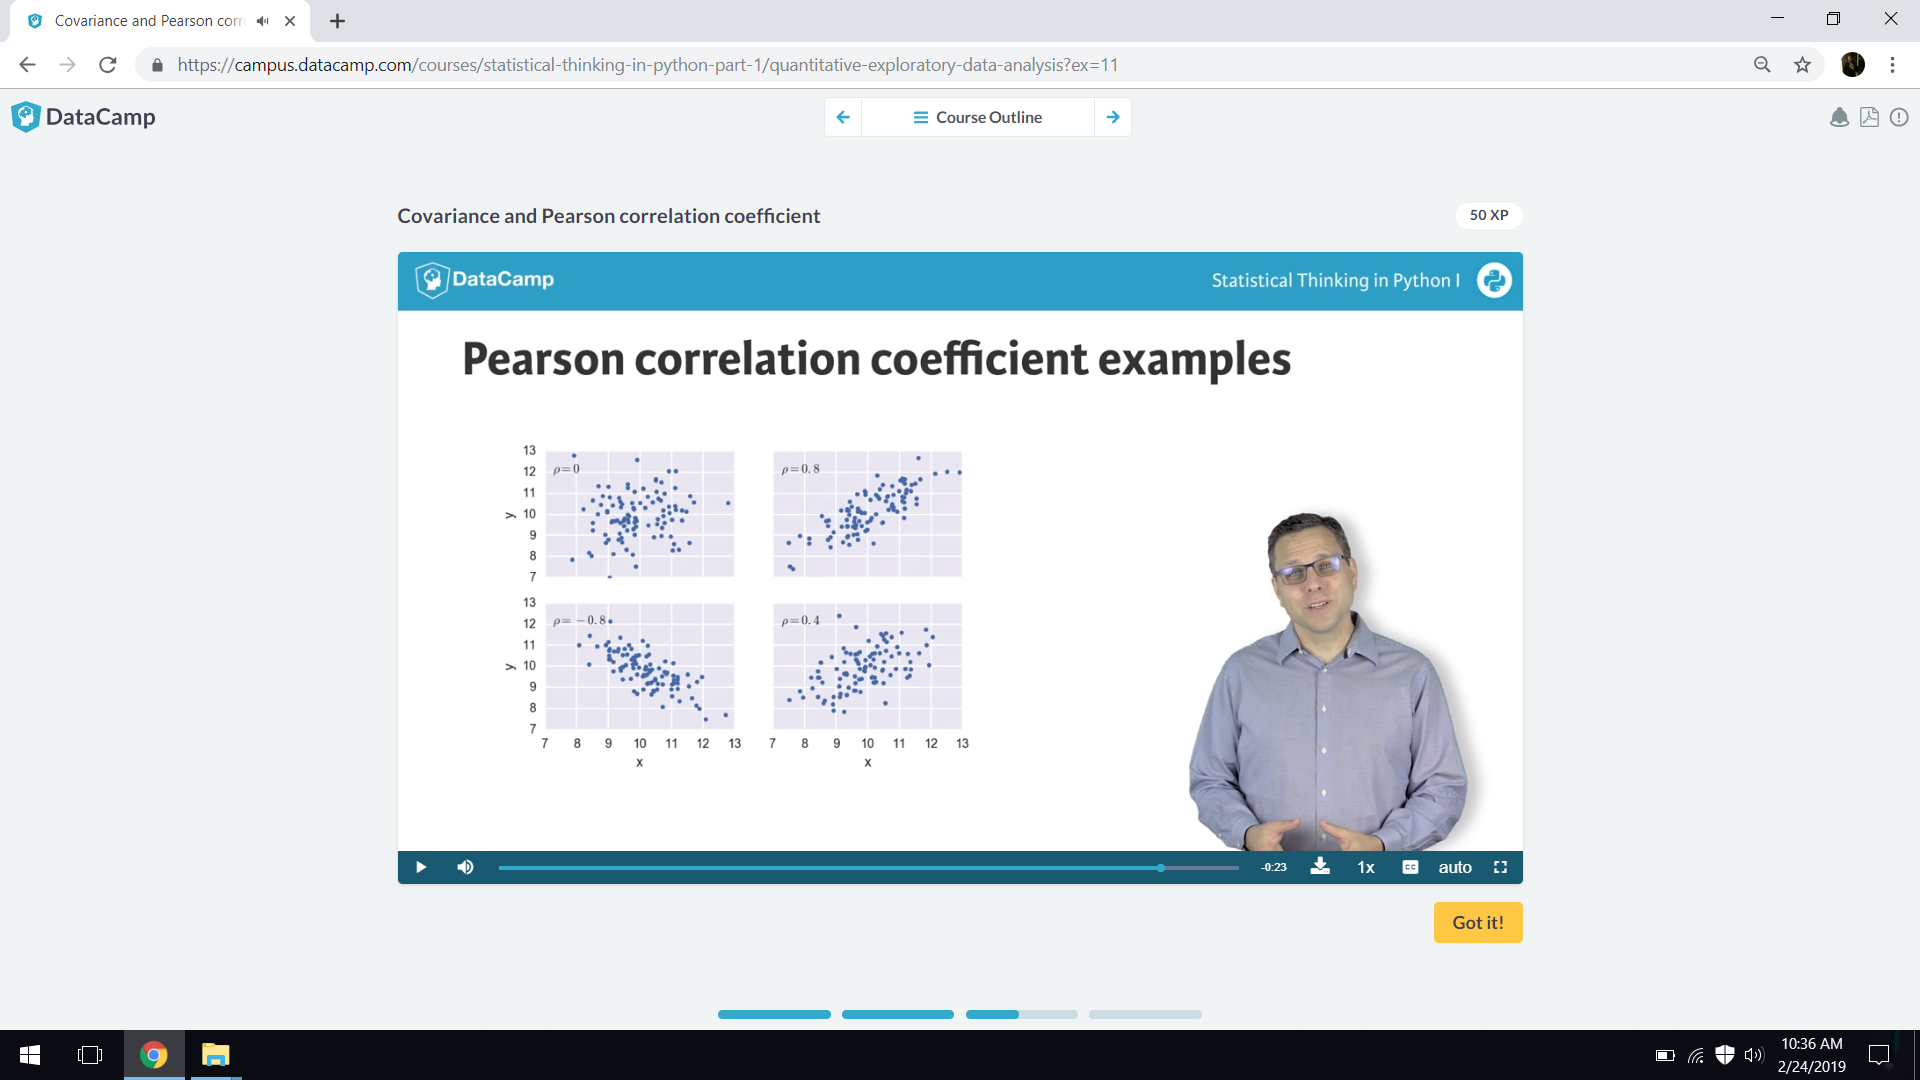 Covariance and Pearson corr
https://campus.datacamp.com/courses/statistical-thinking-in-python-part-1/quantitative-exploratory-data-analysis?ex=11
DataCamp
Course Outline
Covariance and Pearson correlation coefficient
50 XP
DataCamp
Statistical Thinking in Python I
Pearson correlation coefficient examples
13
12
11
10
9
8
7
y
ρ=0
ρ=0.8
13
12
11
10
9
8
7
y
ρ=−0.8
ρ=0.4
7 8 9 10 11 12 13
7 8 9 10 11 12 13
x
x
-0:23
1x
CC
auto
Got it!
10:36 AM
2/24/2019